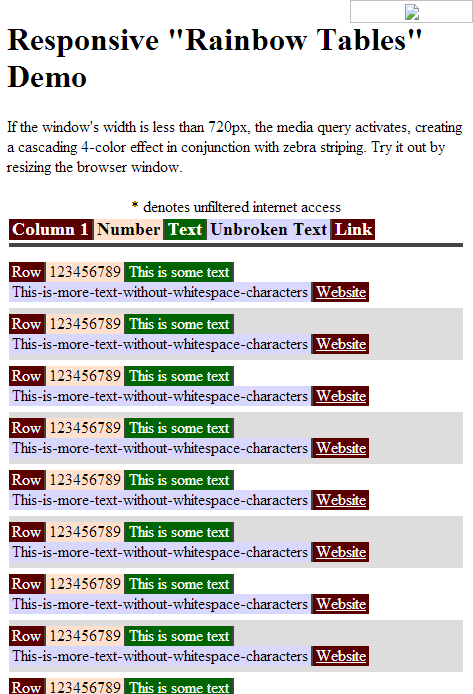 Responsive "Rainbow Tables"
Demo
If the window's width is less than 720px, the media query activates, creating
a cascading 4-color effect in conjunction with zebra striping. Try it out by
resizing the browser window.
* denotes unfiltered internet access
Column 1 Number Text Unbroken Text Link
Row 123456789 This is some text
This-is-more-text-without-whitespace-characters Website
Row 123456789 This is some text
This-is-more-text-without-whitespace-characters Website
Row 123456789 This is some text
This-is-more-text-without-whitespace-characters Website
Row 123456789 This is some text
This-is-more-text-without-whitespace-characters Website
Row 123456789 This is some text
This-is-more-text-without-whitespace-characters Website
Row 123456789 This is some text
This-is-more-text-without-whitespace-characters Website
Row 123456789 This is some text
This-is-more-text-without-whitespace-characters Website
Row 123456789 This is some text
This-is-more-text-without-whitespace-characters Website
Row 123456789 This is some text